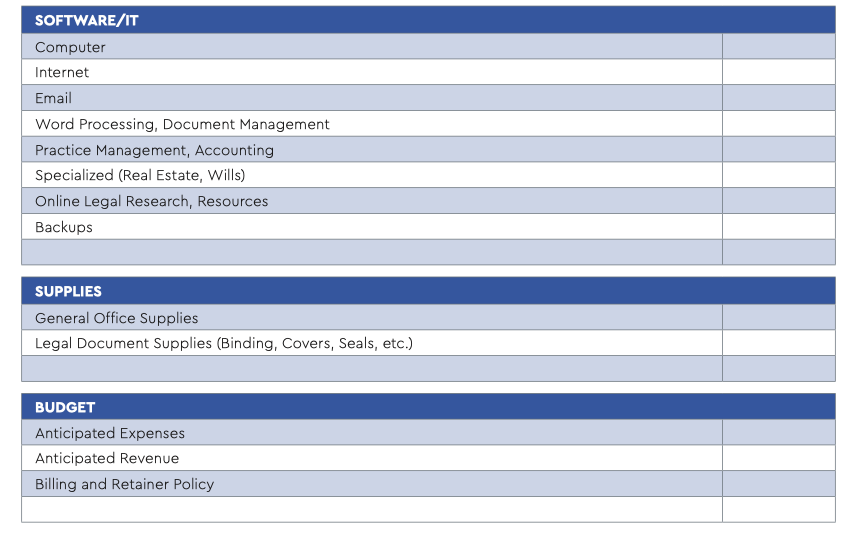 SOFTWARE/IT
Computer
Internet
Email
Word Processing, Document Management
Practice Management, Accounting
Specialized (Real Estate, Wills)
Online Legal Research, Resources
Backups
SUPPLIES
General Office Supplies
Legal Document Supplies (Binding, Covers, Seals, etc.)
BUDGET
Anticipated Expenses
Anticipated Revenue
Billing and Retainer Policy